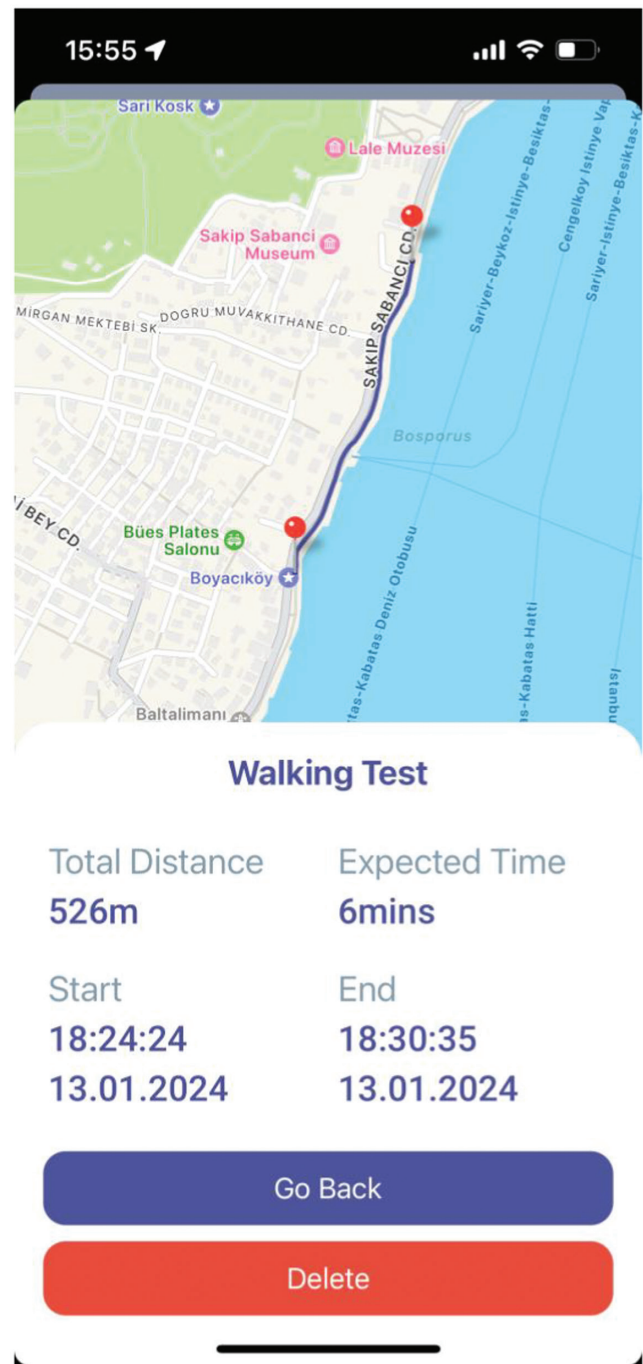 15:55
Sari Kosk
Lale Muzesi
Sariyer-Beykoz-Istinye-Besiktas-
Cengelkoy Istinye Vap
Sariyer-Istinye-Besiktas-K
Sakip Sabanci
Museum
SAKIP SABANCI CD.
MİRGAN MEKTEBİ SK.
DOGRU MUVAKKITHANE CD.
Bosporus
İ BEY CD.
Bües Plates
Salonu
Boyacıköy
tas-Kabatas Deniz Otobusu
s-Kabatas Hatti
Istanbu
Baltalimanı
Walking Test
Total Distance
Expected Time
526m
6mins
Start
End
18:24:24
18:30:35
13.01.2024
13.01.2024
Go Back
Delete